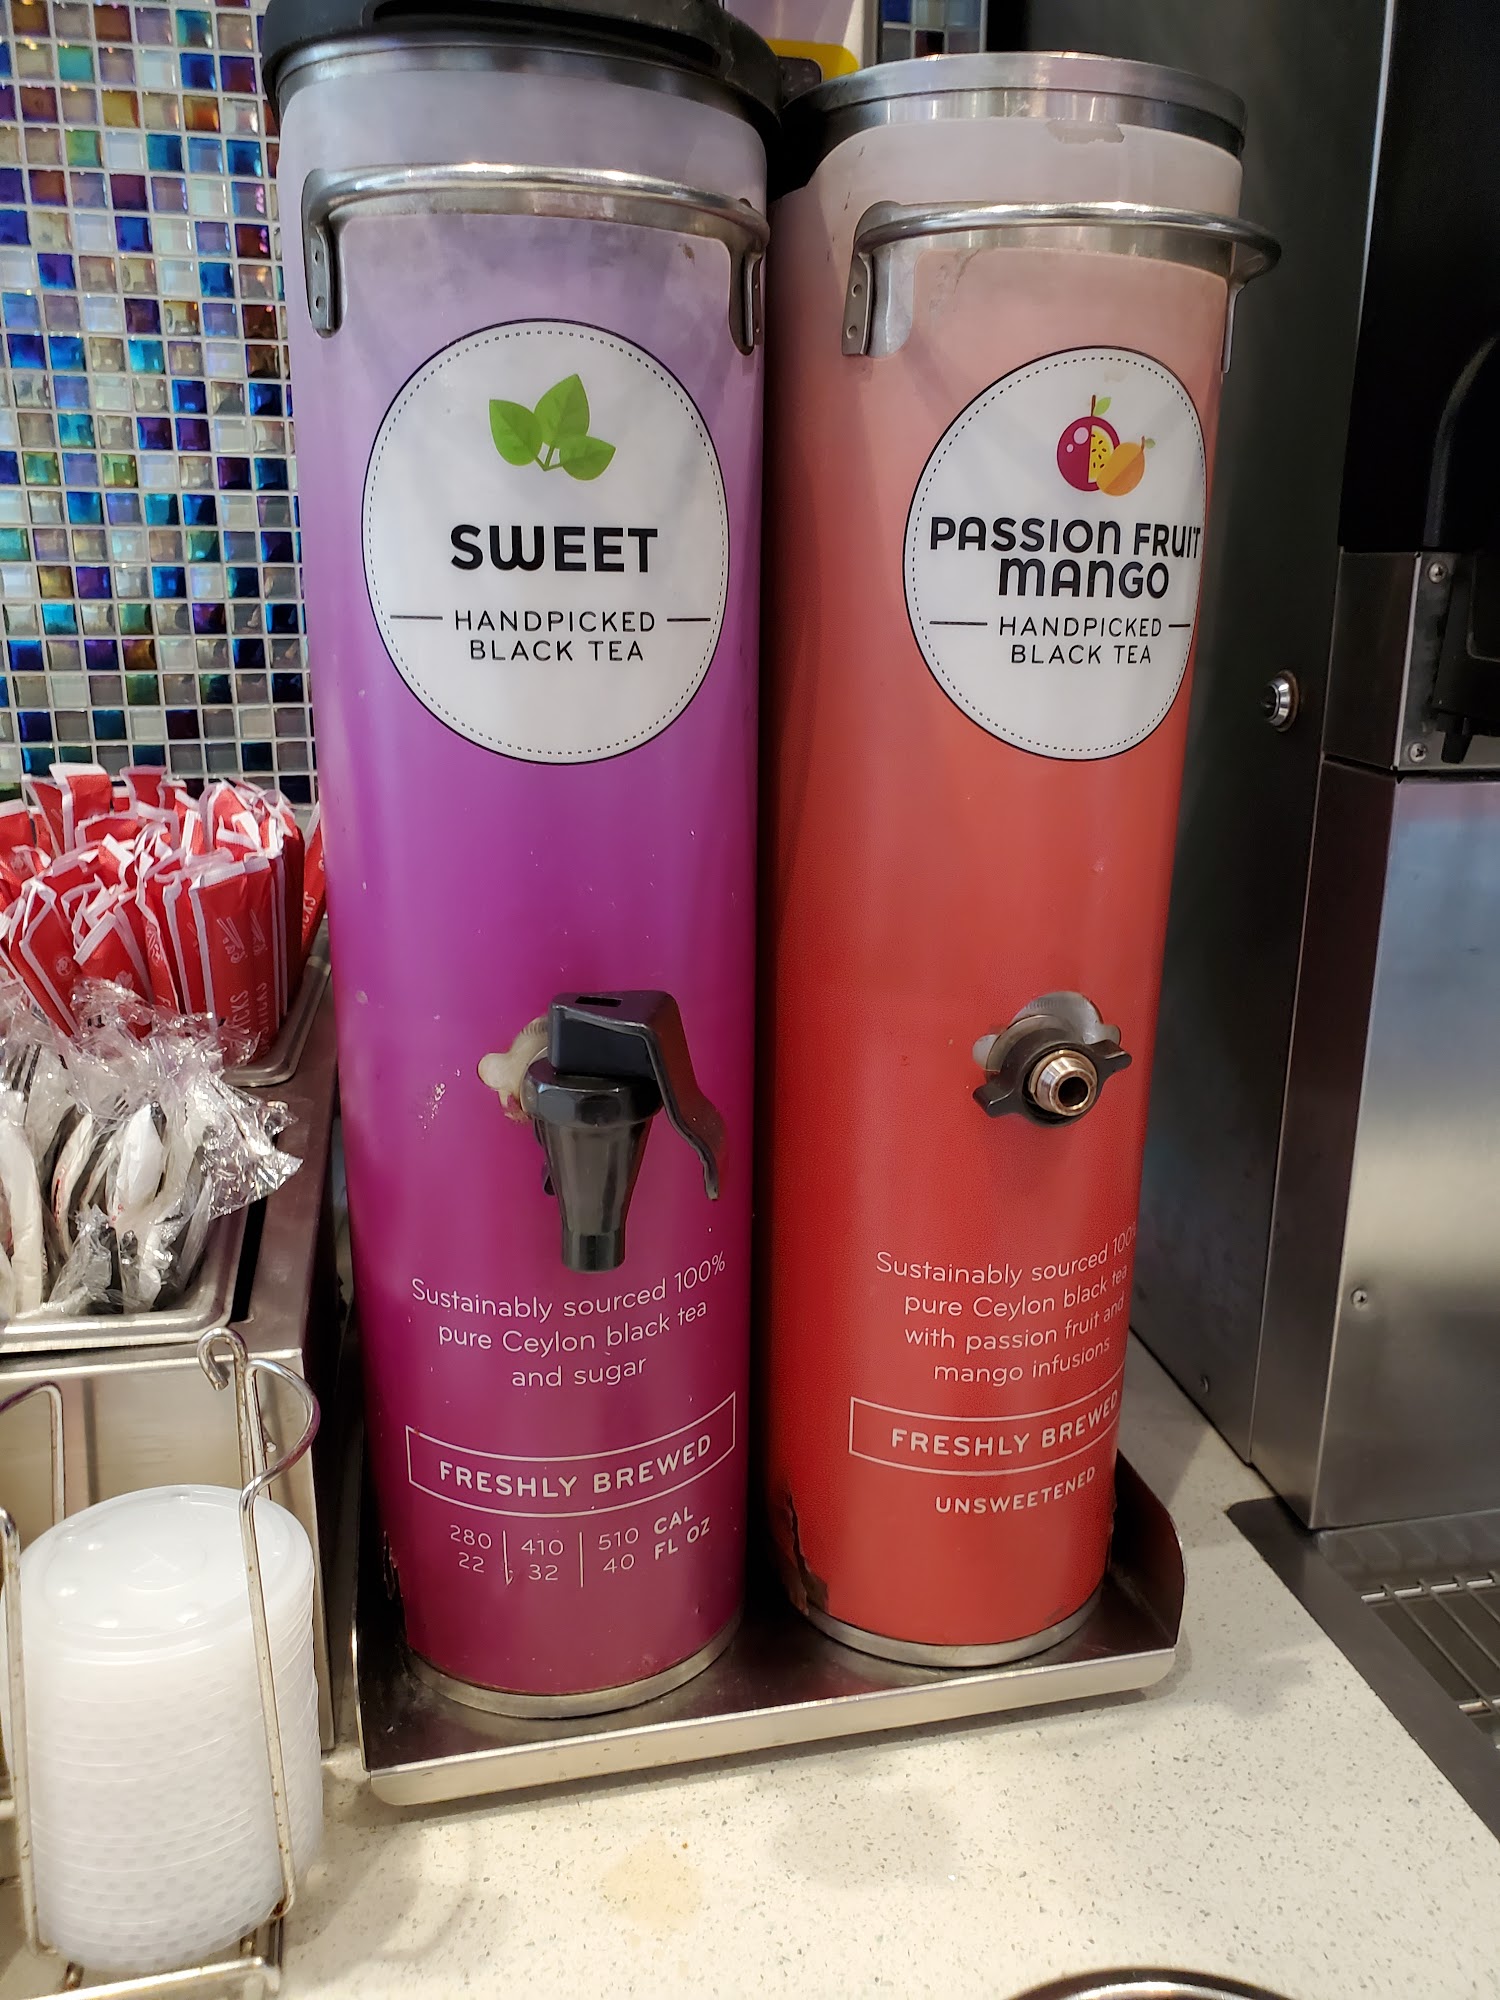 SWEET
HANDPICKED
BLACK TEA
Sustainably sourced 100%
pure Ceylon black tea
and sugar
FRESHLY BREWED
280 | 410 | 510 CAL
22 | 32 | 40 FL OZ
PASSION FRUIT
MANGO
HANDPICKED
BLACK TEA
Sustainably sourced 100%
pure Ceylon black tea
with passion fruit and
mango infusions
FRESHLY BREWED
UNSWEETENED